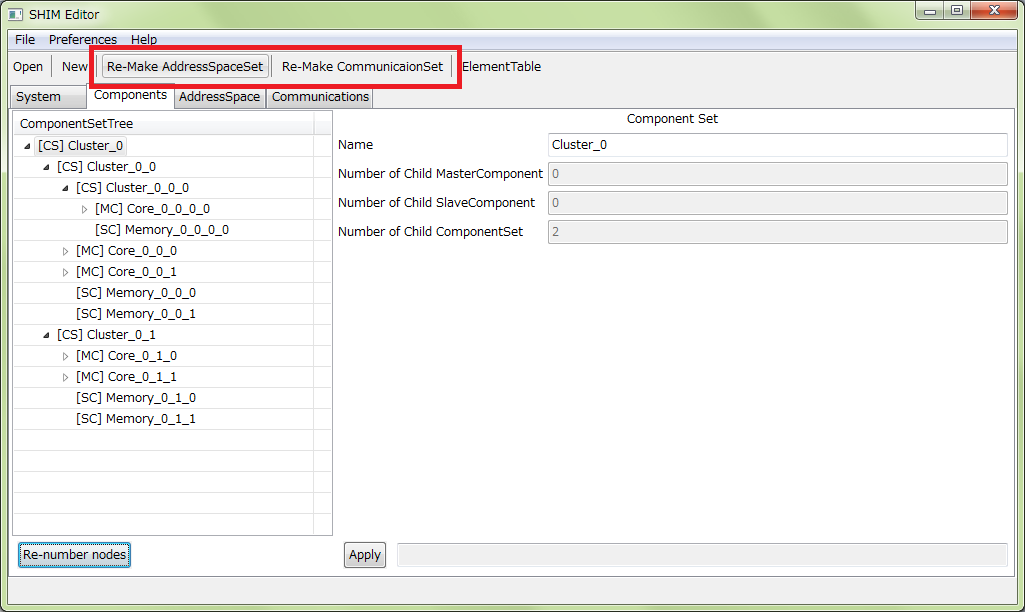 SHIM Editor
File Preferences Help
Open New Re-Make AddressSpaceSet Re-Make CommunicaionSet ElementTable
System Components AddressSpace Communications
ComponentSetTree
[CS] Cluster_0
[CS] Cluster_0_0
[CS] Cluster_0_0_0
[MC] Core_0_0_0_0
[SC] Memory_0_0_0_0
[MC] Core_0_0_0
[MC] Core_0_0_1
[SC] Memory_0_0_0
[SC] Memory_0_0_1
[CS] Cluster_0_1
[MC] Core_0_1_0
[MC] Core_0_1_1
[SC] Memory_0_1_0
[SC] Memory_0_1_1
Re-number nodes
Component Set
Name Cluster_0
Number of Child MasterComponent 0
Number of Child SlaveComponent 0
Number of Child ComponentSet 2
Apply